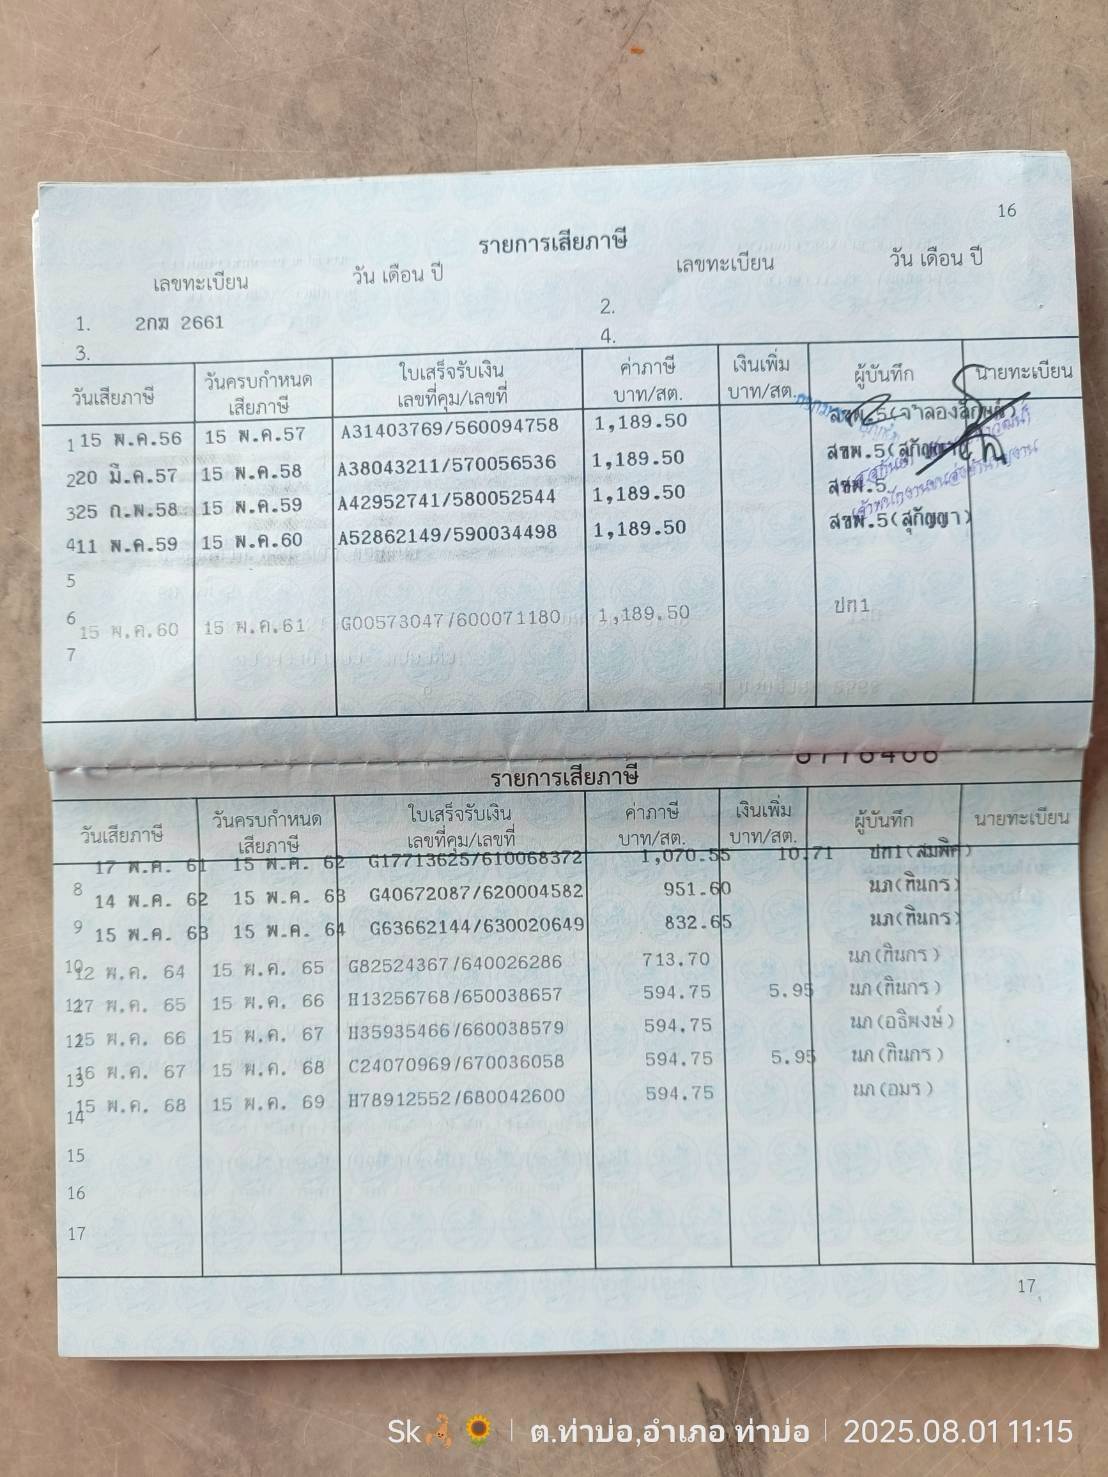 16
รายการเสียภาษี
เลขทะเบียน วัน เดือน ปี เลขทะเบียน วัน เดือน ปี
1. 2กฆ 2661 2.
3. 4.
วันเสียภาษี วันครบกำหนดเสียภาษี ใบเสร็จรับเงิน เลขที่คุม/เลขที่ ค่าภาษี บาท/สต. เงินเพิ่ม บาท/สต. ผู้บันทึก นายทะเบียน
1 15 พ.ค.56 15 พ.ค.57 A31403769/560094758 1,189.50 สขพ.5(จำลองลักษณ์)
2 20 มี.ค.57 15 พ.ค.58 A38043211/570056536 1,189.50 สขพ.5(สุกัญญา)
3 25 ก.พ.58 15 พ.ค.59 A42952741/580052544 1,189.50 สขพ.5
4 11 พ.ค.59 15 พ.ค.60 A52862149/590034498 1,189.50 สขพ.5(สุกัญญา)
5
6 15 พ.ค.60 15 พ.ค.61 G00573047/600071180 1,189.50 ปท1
7
รายการเสียภาษี
วันเสียภาษี วันครบกำหนดเสียภาษี ใบเสร็จรับเงิน เลขที่คุม/เลขที่ ค่าภาษี บาท/สต. เงินเพิ่ม บาท/สต. ผู้บันทึก นายทะเบียน
17 พ.ค. 61 15 พ.ค. 62 G17713625/610068372 1,070.55 10.71 ปท1(สมพิศ)
8 14 พ.ค. 62 15 พ.ค. 63 G40672087/620004582 951.60 นภ(ทินกร)
9 15 พ.ค. 63 15 พ.ค. 64 G63662144/630020649 832.65 นภ(ทินกร)
10 12 พ.ค. 64 15 พ.ค. 65 G82524367/640026286 713.70 นภ(ทินกร)
27 พ.ค. 65 15 พ.ค. 66 H13256768/650038657 594.75 5.95 นภ(ทินกร)
12 15 พ.ค. 66 15 พ.ค. 67 H35935466/660038579 594.75 นภ(อธิพงษ์)
13 16 พ.ค. 67 15 พ.ค. 68 C24070969/670036058 594.75 5.95 นภ(ทินกร)
14 15 พ.ค. 68 15 พ.ค. 69 H78912552/680042600 594.75 นภ(อมร)
15
16
17
17
Sk🦂🌻 | ต.ท่าบ่อ,อำเภอ ท่าบ่อ | 2025.08.01 11:15